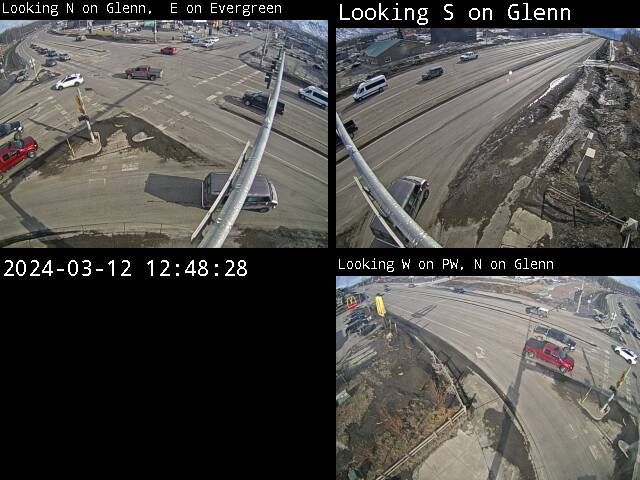 Looking N on Glenn,  E on Evergreen
Looking S on Glenn
2024-03-12 12:48:28
Looking W on PW, N on Glenn